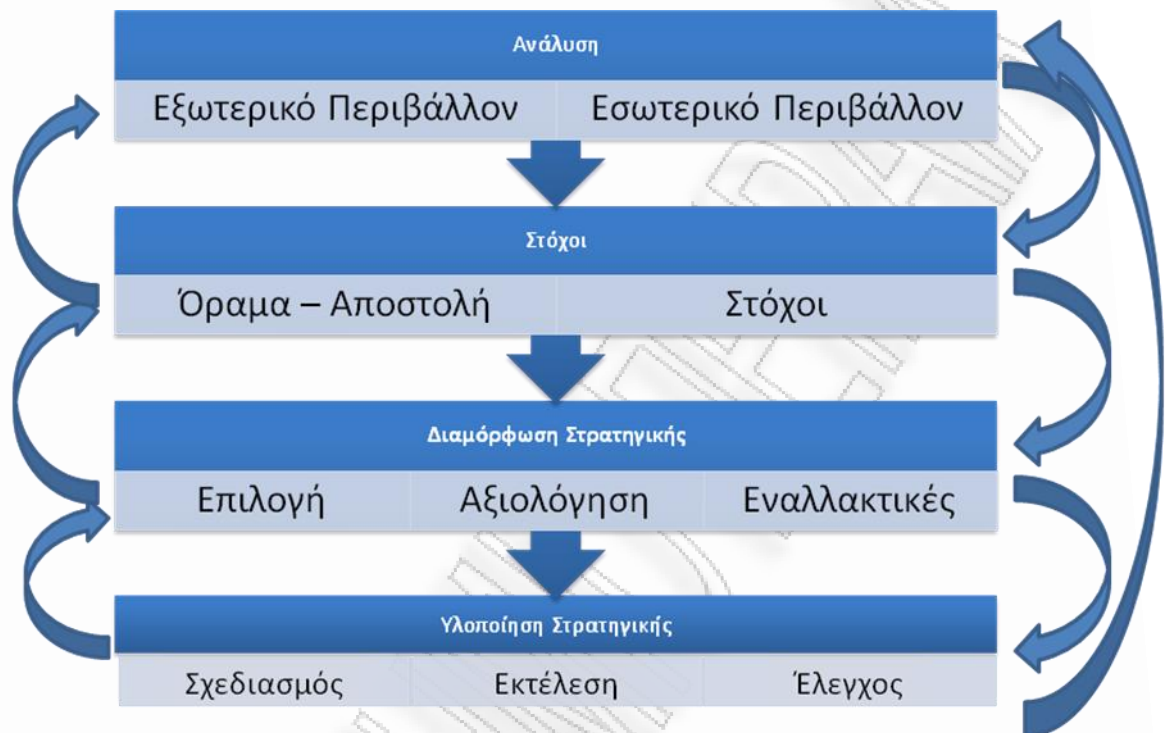 Ανάλυση
Εξωτερικό Περιβάλλον Εσωτερικό Περιβάλλον
Στόχοι
Όραμα – Αποστολή Στόχοι
Διαμόρφωση Στρατηγικής
Επιλογή Αξιολόγηση Εναλλακτικές
Υλοποίηση Στρατηγικής
Σχεδιασμός Εκτέλεση Έλεγχος